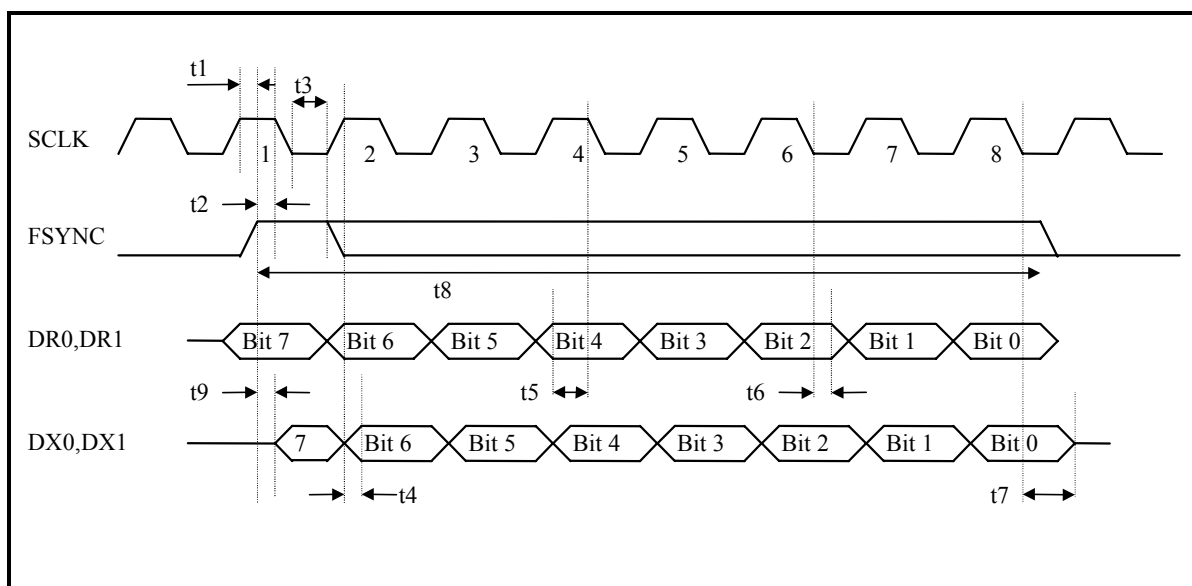 t1
t3
SCLK
1 2 3 4 5 6 7 8
t2
FSYNC
t8
DR0,DR1
Bit 7 Bit 6 Bit 5 Bit 4 Bit 3 Bit 2 Bit 1 Bit 0
t9 t5 t6
DX0,DX1
7 Bit 6 Bit 5 Bit 4 Bit 3 Bit 2 Bit 1 Bit 0
t4 t7